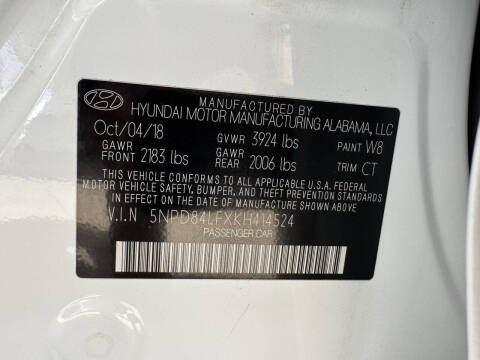 MANUFACTURED BY
HYUNDAI MOTOR MANUFACTURING ALABAMA, LLC
Oct/04/18 GVWR 3924 lbs PAINT W8
GAWR FRONT 2183 lbs GAWR REAR 2006 lbs TRIM CT
THIS VEHICLE CONFORMS TO ALL APPLICABLE U.S.A FEDERAL
MOTOR VEHICLE SAFETY, BUMPER, AND THEFT PREVENTION STANDARDS
IN EFFECT ON THE DATE OF MANUFACTURE SHOWN ABOVE.
V.I.N 5NPD84LFXKH414524
PASSENGER CAR